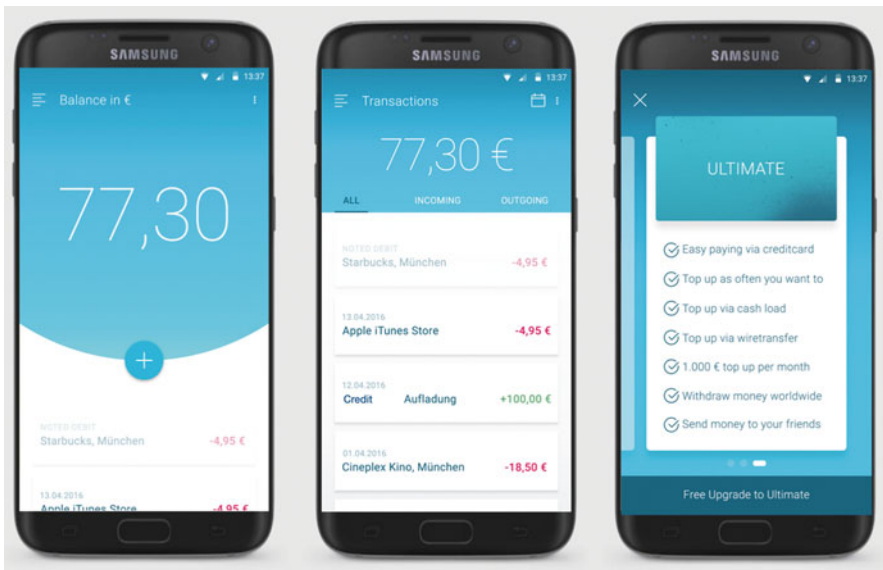 SAMSUNG
13:37
Balance in €
77,30
NOTED DEBIT
Starbucks, München -4,95 €
13.04.2016
Apple iTunes Store -4,95 €
SAMSUNG
13:37
Transactions
77,30 €
ALL INCOMING OUTGOING
NOTED DEBIT
Starbucks, München -4,95 €
13.04.2016
Apple iTunes Store -4,95 €
12.04.2016
Credit Aufladung +100,00 €
01.04.2016
Cineplex Kino, München -18,50 €
SAMSUNG
13:37
ULTIMATE
Easy paying via creditcard
Top up as often you want to
Top up via cash load
Top up via wiretransfer
1.000 € top up per month
Withdraw money worldwide
Send money to your friends
Free Upgrade to Ultimate